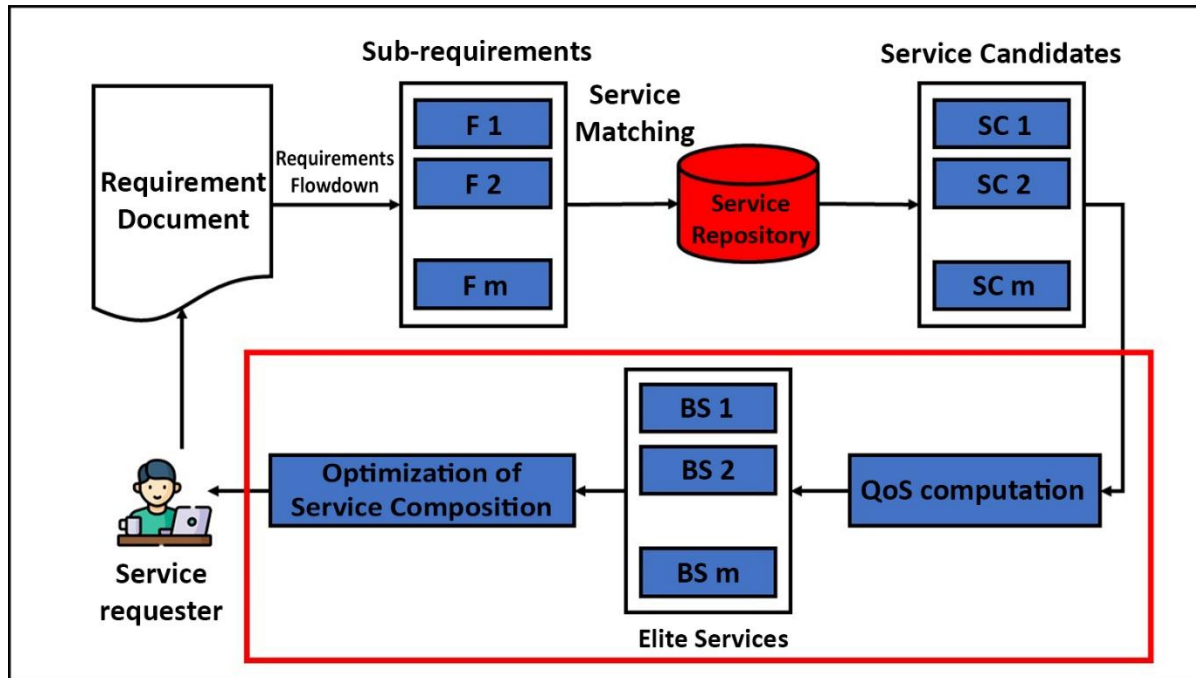 Sub-requirements
Service Candidates
Requirement
Document
Requirements
Flowdown
F 1
F 2
F m
Service
Matching
Service
Repository
SC 1
SC 2
SC m
Service
requester
Optimization of
Service Composition
BS 1
BS 2
BS m
Elite Services
QoS computation